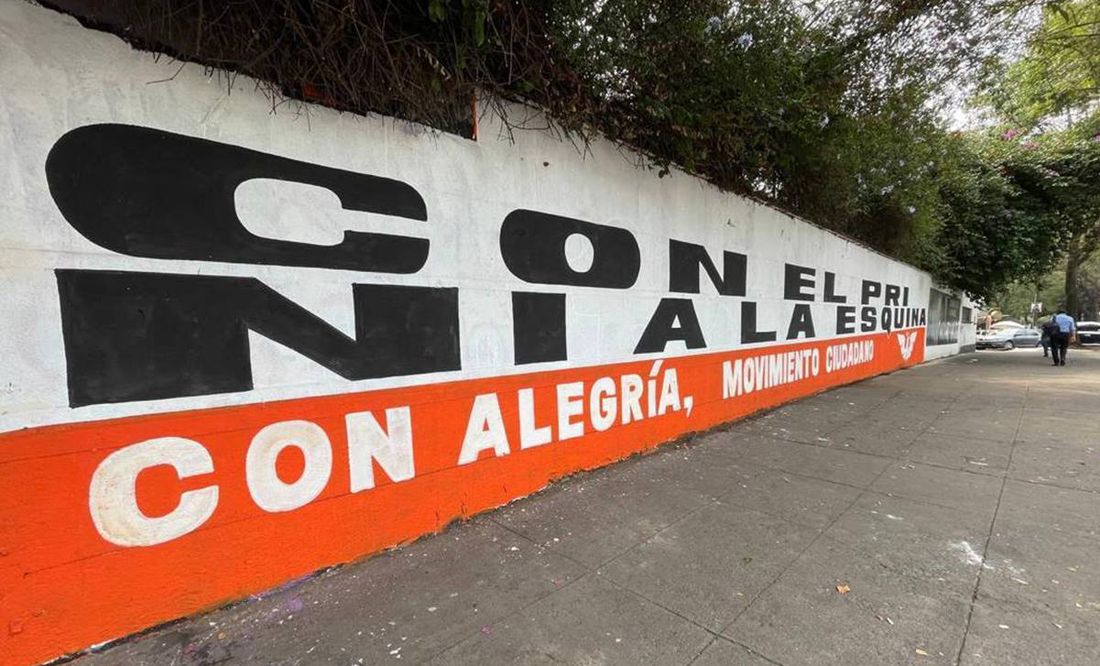 CON EL PRI
NI A LA ESQUINA
CON ALEGRíA, MOVIMIENTO CIUDADANO